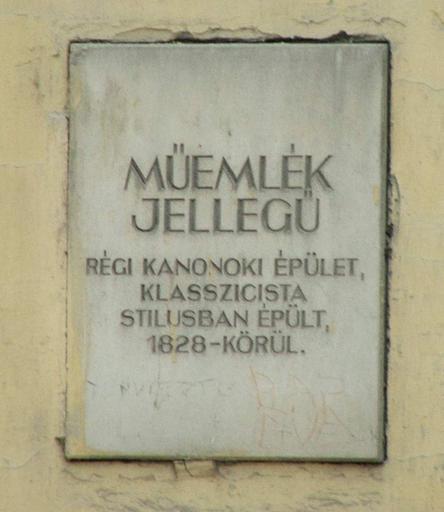 MŰEMLÉK
JELLEGŰ
RÉGI KANONOKI ÉPÜLET,
KLASSZICISTA
STILUSBAN ÉPÜLT,
1828-KÖRÜL.